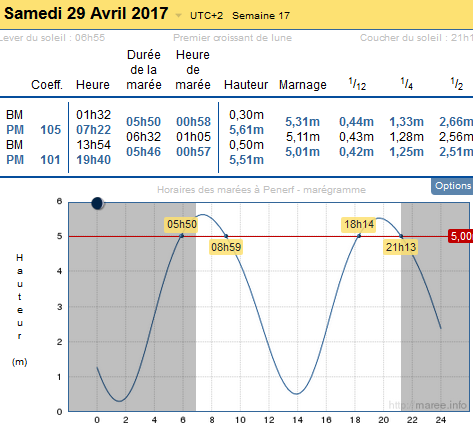 Samedi 29 Avril 2017 UTC+2 Semaine 17
Lever du soleil : 06h55 Premier croissant de lune Coucher du soleil : 21h1
Coeff. Heure Durée de la marée Heure de marée Hauteur Marnage 1/12 1/4 1/2
BM 01h32 0,30m
05h50 00h58 5,31m 0,44m 1,33m 2,66m
PM 105 07h22 5,61m
06h32 01h05 5,11m 0,43m 1,28m 2,56m
BM 13h54 0,50m
05h46 00h57 5,01m 0,42m 1,25m 2,51m
PM 101 19h40 5,51m
Options
Horaires des marées à Penerf - marégramme
6
05h50 18h14
5 5,00
08h59 21h13
4
3
2
1
0
Hauteur
(m)
http://maree.info
0 2 4 6 8 10 12 14 16 18 20 22 24